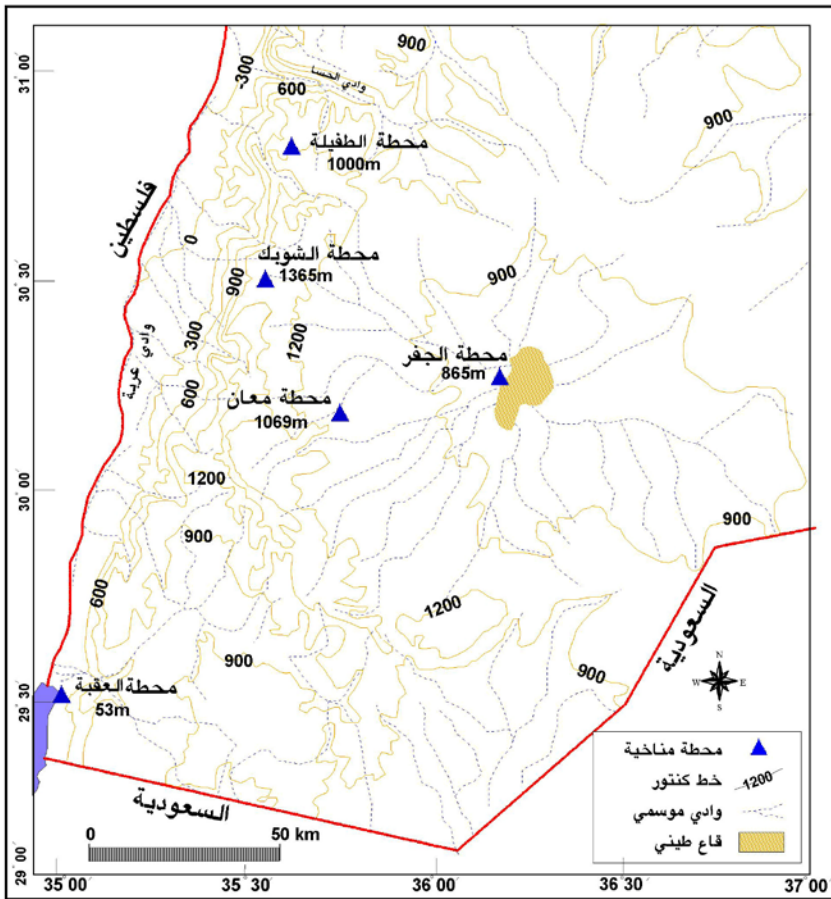 900
31 00
-300
وادي الحسا
600
900
محطة الطفيلة
1000m
فلسطين
0
محطة الشوبك
1365m
900
900
30 30
300
1200
وادي عربة
محطة الجفر
865m
600
محطة معان
1069m
1200
30 00
900
900
600
1200
السعودية
900
900
N
W E
S
محطة العقبة
53m
29 30
محطة مناخية
خط كنتور
1200
وادي موسمي
قاع طيني
السعودية
0 50 km
29 00
35° 00' 35° 30' 36° 00' 36° 30' 37° 00'